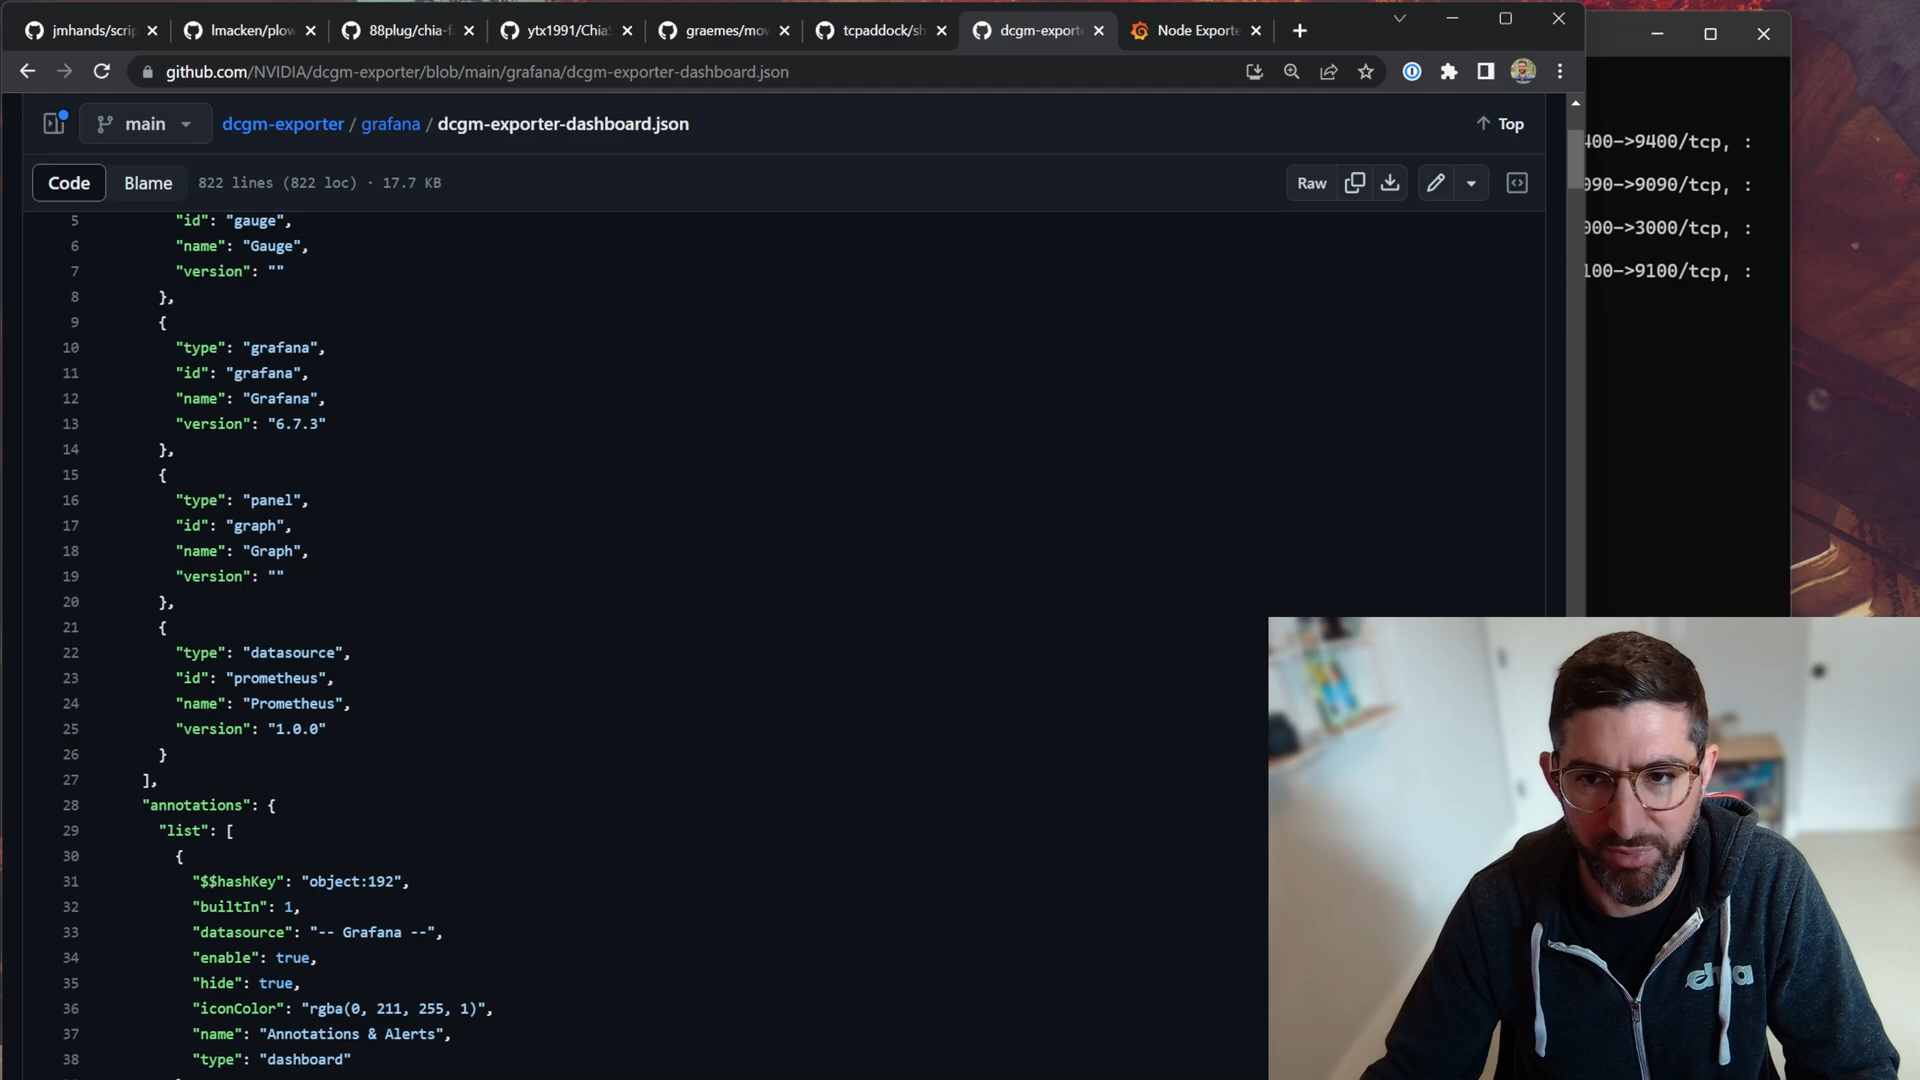 jmhands/scrip
lmacken/plow
88plug/chia-fa
ytx1991/ChiaS
graemes/mov
tcpaddock/sh
dcgm-export
Node Exporte
github.com/NVIDIA/dcgm-exporter/blob/main/grafana/dcgm-exporter-dashboard.json
main
dcgm-exporter / grafana / dcgm-exporter-dashboard.json
Top
Code
Blame
822 lines (822 loc) · 17.7 KB
Raw
5 "id": "gauge",
6 "name": "Gauge",
7 "version": ""
8 },
9 {
10 "type": "grafana",
11 "id": "grafana",
12 "name": "Grafana",
13 "version": "6.7.3"
14 },
15 {
16 "type": "panel",
17 "id": "graph",
18 "name": "Graph",
19 "version": ""
20 },
21 {
22 "type": "datasource",
23 "id": "prometheus",
24 "name": "Prometheus",
25 "version": "1.0.0"
26 }
27 ],
28 "annotations": {
29 "list": [
30 {
31 "$$hashKey": "object:192",
32 "builtIn": 1,
33 "datasource": "-- Grafana --",
34 "enable": true,
35 "hide": true,
36 "iconColor": "rgba(0, 211, 255, 1)",
37 "name": "Annotations & Alerts",
38 "type": "dashboard"
400->9400/tcp, :
090->9090/tcp, :
000->3000/tcp, :
100->9100/tcp, :
chia